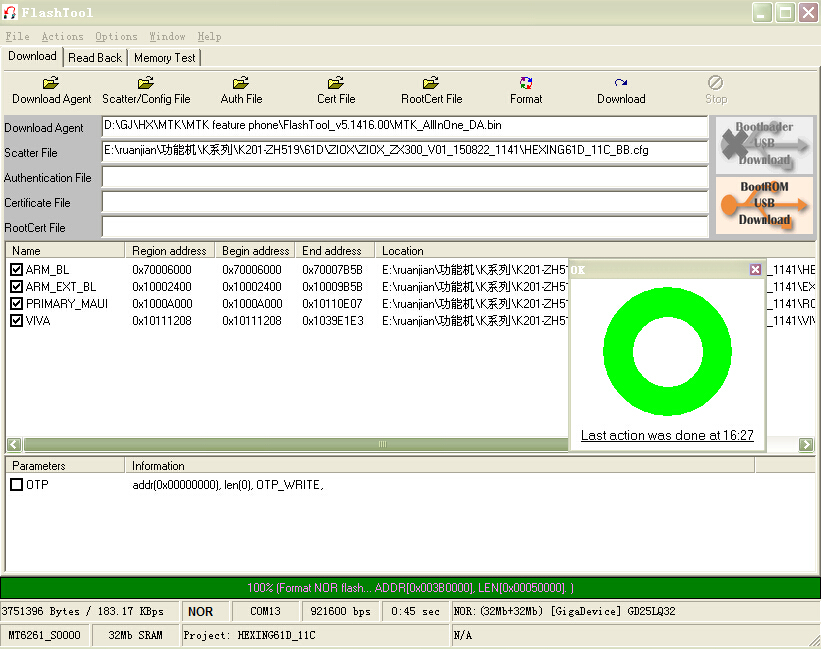 FlashTool
File Actions Options Window Help
Download Read Back Memory Test
Download Agent Scatter/Config File Auth File Cert File RootCert File Format Download Stop
Download Agent D:\GJ\HX\MTK\MTK feature phone\FlashTool_v5.1416.00\MTK_AllInOne_DA.bin
Scatter File E:\ruanjian\功能机\K系列\K201-ZH519\61D\ZIOX\ZIOX_ZX300_V01_150822_1141\HEXING61D_11C_BB.cfg
Authentication File
Certificate File
RootCert File
Bootloader
USB
Download
BootROM
USB
Download
Name Region address Begin address End address Location
ARM_BL 0x70006000 0x70006000 0x70007B5B E:\ruanjian\功能机\K系列\K201-ZH51 _1141\HE
ARM_EXT_BL 0x10002400 0x10002400 0x10009B5B E:\ruanjian\功能机\K系列\K201-ZH51 _1141\EX
PRIMARY_MAUI 0x1000A000 0x1000A000 0x10110E07 E:\ruanjian\功能机\K系列\K201-ZH51 _1141\RO
VIVA 0x10111208 0x10111208 0x1039E1E3 E:\ruanjian\功能机\K系列\K201-ZH51 _1141\VIV
OK
Last action was done at 16:27
Parameters Information
OTP addr(0x00000000), len(0), OTP_WRITE,
100% (Format NOR flash... ADDR[0x003B0000], LEN[0x00050000]. )
3751396 Bytes / 183.17 KBps NOR COM13 921600 bps 0:45 sec NOR:(32Mb+32Mb) [GigaDevice] GD25LQ32
MT6261_S0000 32Mb SRAM Project: HEXING61D_11C N/A